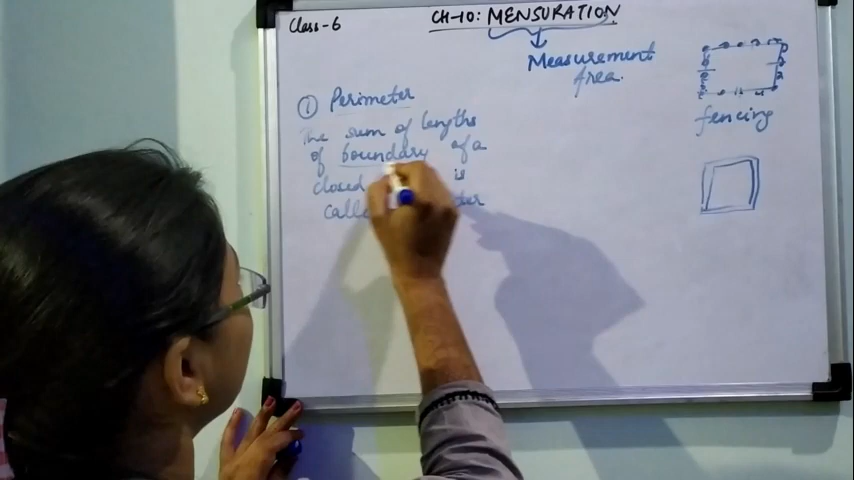 Class-6
CH-10: MENSURATION
Measurement
Area.
① Perimeter
The sum of lengths
of boundary of a
closed is
fencing